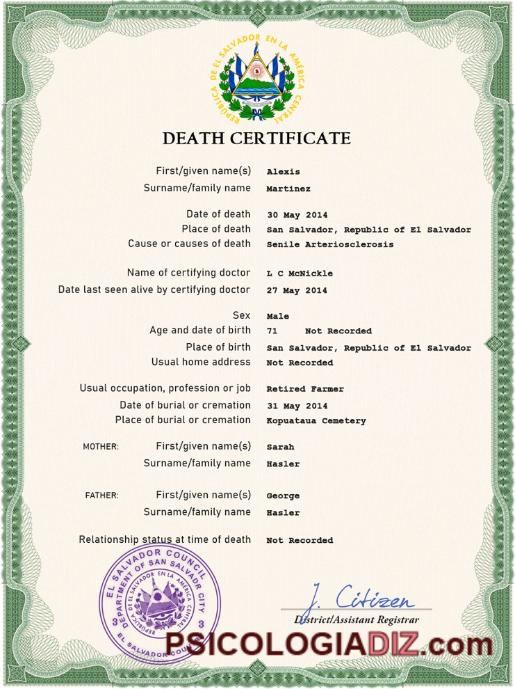 REPÚBLICA DE EL SALVADOR EN LA AMÉRICA CENTRAL
DEATH CERTIFICATE
First/given name(s) Alexis
Surname/family name Martinez
Date of death 30 May 2014
Place of death San Salvador, Republic of El Salvador
Cause or causes of death Senile Arteriosclerosis
Name of certifying doctor L C McNickle
Date last seen alive by certifying doctor 27 May 2014
Sex Male
Age and date of birth 71 Not Recorded
Place of birth San Salvador, Republic of El Salvador
Usual home address Not Recorded
Usual occupation, profession or job Retired Farmer
Date of burial or cremation 31 May 2014
Place of burial or cremation Kopuataua Cemetery
MOTHER: First/given name(s) Sarah
Surname/family name Hasler
FATHER: First/given name(s) George
Surname/family name Hasler
Relationship status at time of death Not Recorded
EL SALVADOR COUNCIL
DEPARTMENT OF SAN SALVADOR CITY
REPÚBLICA DE EL SALVADOR EN LA AMÉRICA CENTRAL
3 3
EL SALVADOR
J. Citizen
District/Assistant Registrar
PSICOLOGIADIZ.com